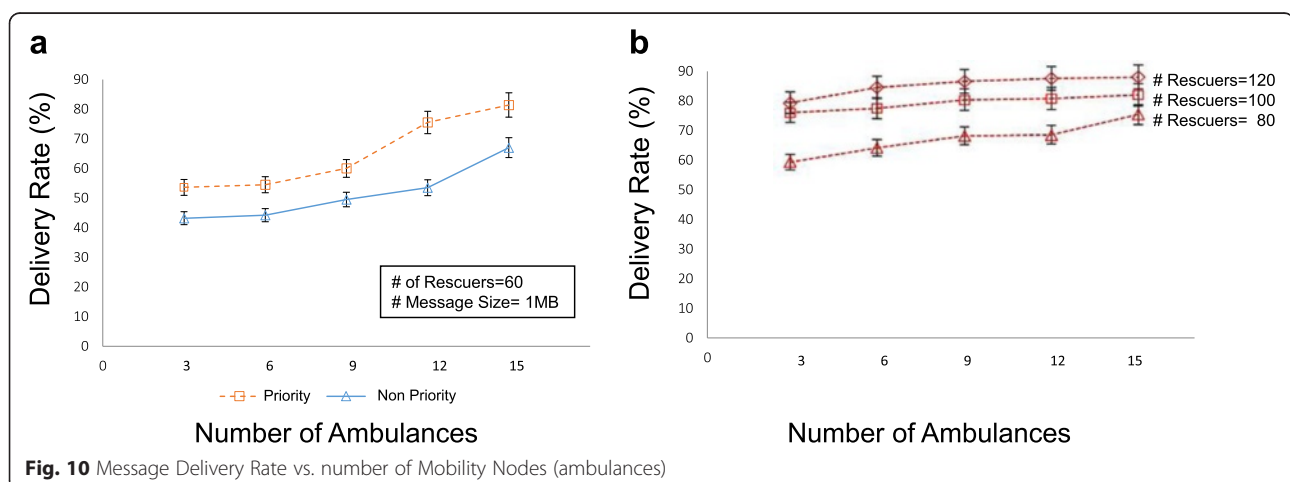 a
90
80
70
60
50
40
30
20
10
0
Delivery Rate (%)
# of Rescuers=60
# Message Size= 1MB
0 3 6 9 12 15
Priority Non Priority
Number of Ambulances
b
90
80
70
60
50
40
30
20
10
0
Delivery Rate (%)
# Rescuers=120
# Rescuers=100
# Rescuers= 80
0 3 6 9 12 15
Number of Ambulances
Fig. 10 Message Delivery Rate vs. number of Mobility Nodes (ambulances)